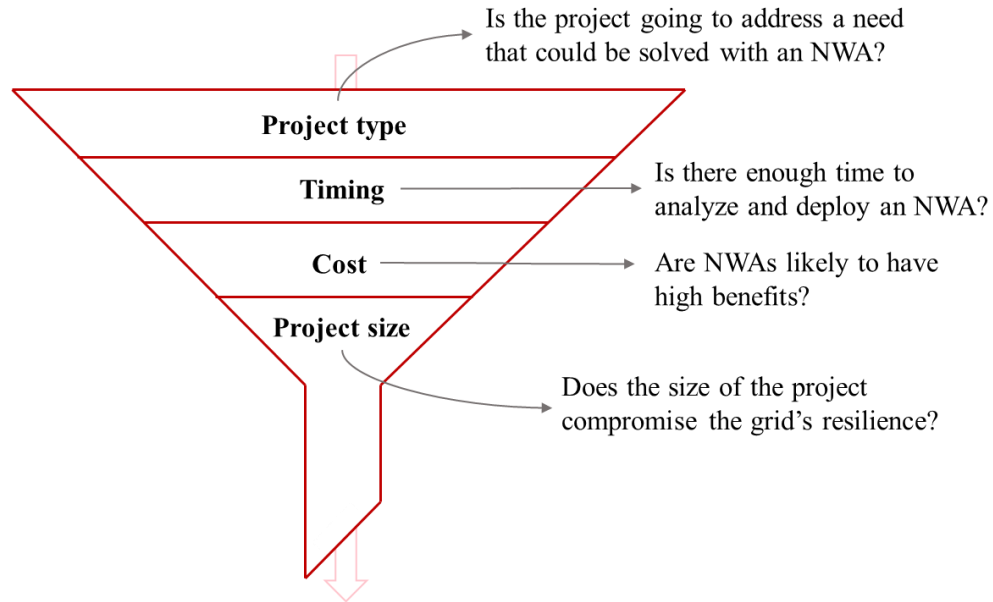 Is the project going to address a need
that could be solved with an NWA?
Project type
Timing
Is there enough time to
analyze and deploy an NWA?
Cost
Are NWAs likely to have
high benefits?
Project size
Does the size of the project
compromise the grid’s resilience?